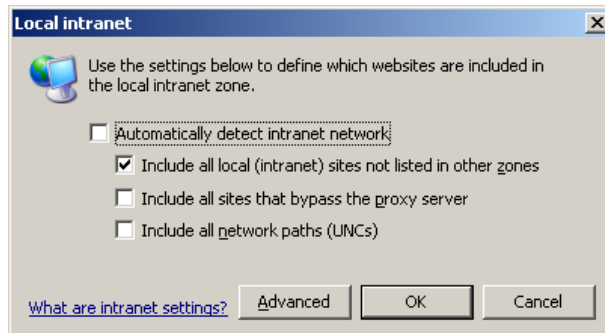 Local intranet
Use the settings below to define which websites are included in
the local intranet zone.
Automatically detect intranet network
Include all local (intranet) sites not listed in other zones
Include all sites that bypass the proxy server
Include all network paths (UNCs)
What are intranet settings? Advanced OK Cancel